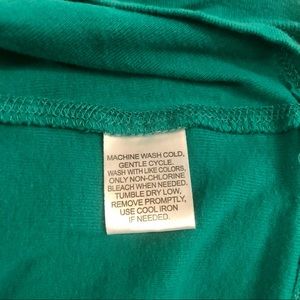 MACHINE WASH COLD,
GENTLE CYCLE.
WASH WITH LIKE COLORS,
ONLY NON-CHLORINE
BLEACH WHEN NEEDED.
TUMBLE DRY LOW,
REMOVE PROMPTLY,
USE COOL IRON
IF NEEDED.